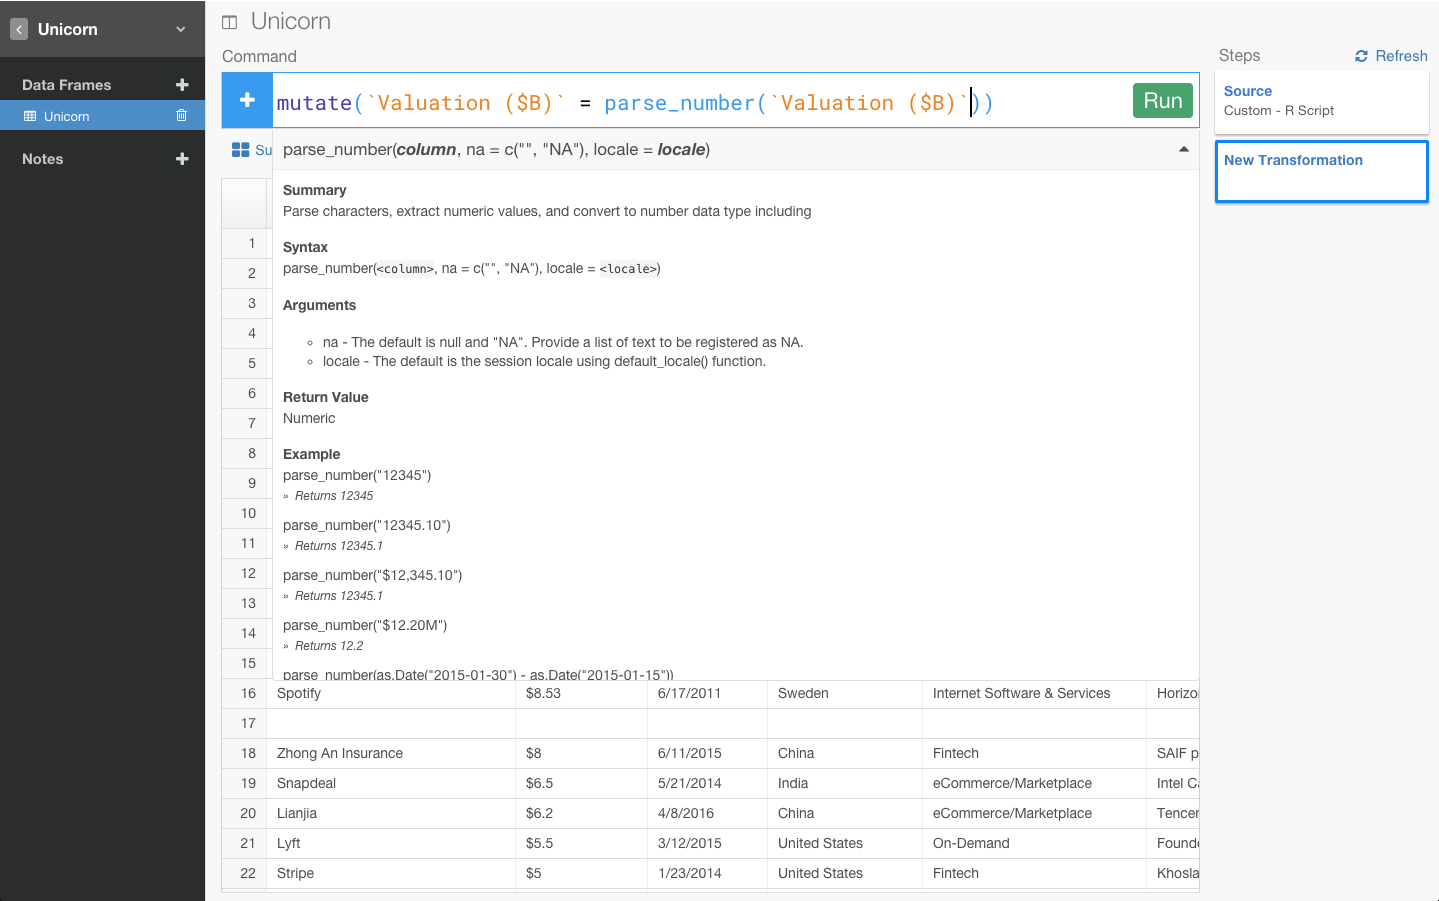 Unicorn
Data Frames
Unicorn
Notes
Unicorn
Command
mutate(`Valuation ($B)` = parse_number(`Valuation ($B)`))
Run
Su
parse_number(column, na = c("", "NA"), locale = locale)
Summary
Parse characters, extract numeric values, and convert to number data type including
Syntax
parse_number(<column>, na = c("", "NA"), locale = <locale>)
Arguments
◦ na - The default is null and "NA". Provide a list of text to be registered as NA.
◦ locale - The default is the session locale using default_locale() function.
Return Value
Numeric
Example
parse_number("12345")
» Returns 12345
parse_number("12345.10")
» Returns 12345.1
parse_number("$12,345.10")
» Returns 12345.1
parse_number("$12.20M")
» Returns 12.2
parse_number(as.Date("2015-01-30") - as.Date("2015-01-15"))
1
2
3
4
5
6
7
8
9
10
11
12
13
14
15
16 Spotify $8.53 6/17/2011 Sweden Internet Software & Services Horizo
17
18 Zhong An Insurance $8 6/11/2015 China Fintech SAIF p
19 Snapdeal $6.5 5/21/2014 India eCommerce/Marketplace Intel Ca
20 Lianjia $6.2 4/8/2016 China eCommerce/Marketplace Tencer
21 Lyft $5.5 3/12/2015 United States On-Demand Founde
22 Stripe $5 1/23/2014 United States Fintech Khosla
Steps
Refresh
Source
Custom - R Script
New Transformation